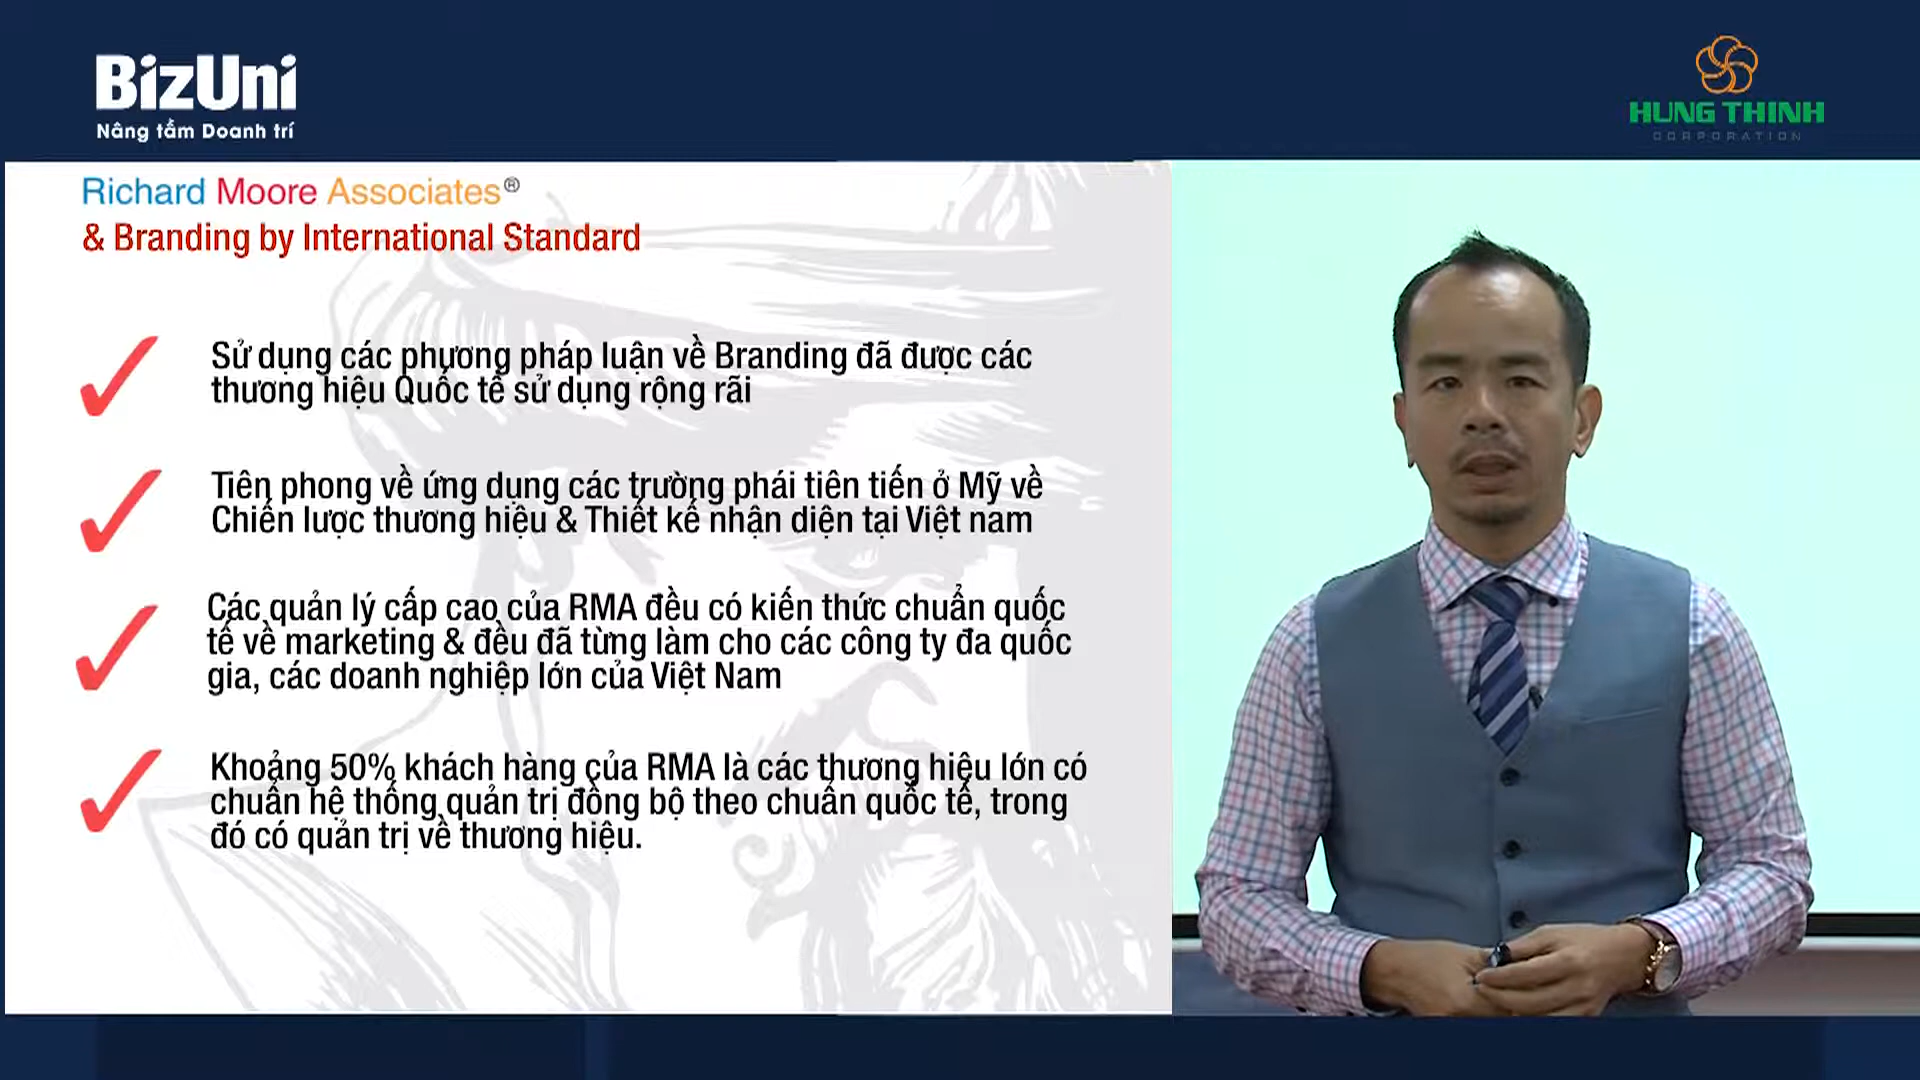 BizUni
Nâng tầm Doanh trí
HUNG THINH
CORPORATION
Richard Moore Associates®
& Branding by International Standard
Sử dụng các phương pháp luận về Branding đã được các
thương hiệu Quốc tế sử dụng rộng rãi
Tiên phong về ứng dụng các trường phái tiên tiến ở Mỹ về
Chiến lược thương hiệu & Thiết kế nhận diện tại Việt nam
Các quản lý cấp cao của RMA đều có kiến thức chuẩn quốc
tế về marketing & đều đã từng làm cho các công ty đa quốc
gia, các doanh nghiệp lớn của Việt Nam
Khoảng 50% khách hàng của RMA là các thương hiệu lớn có
chuẩn hệ thống quản trị đồng bộ theo chuẩn quốc tế, trong
đó có quản trị về thương hiệu.